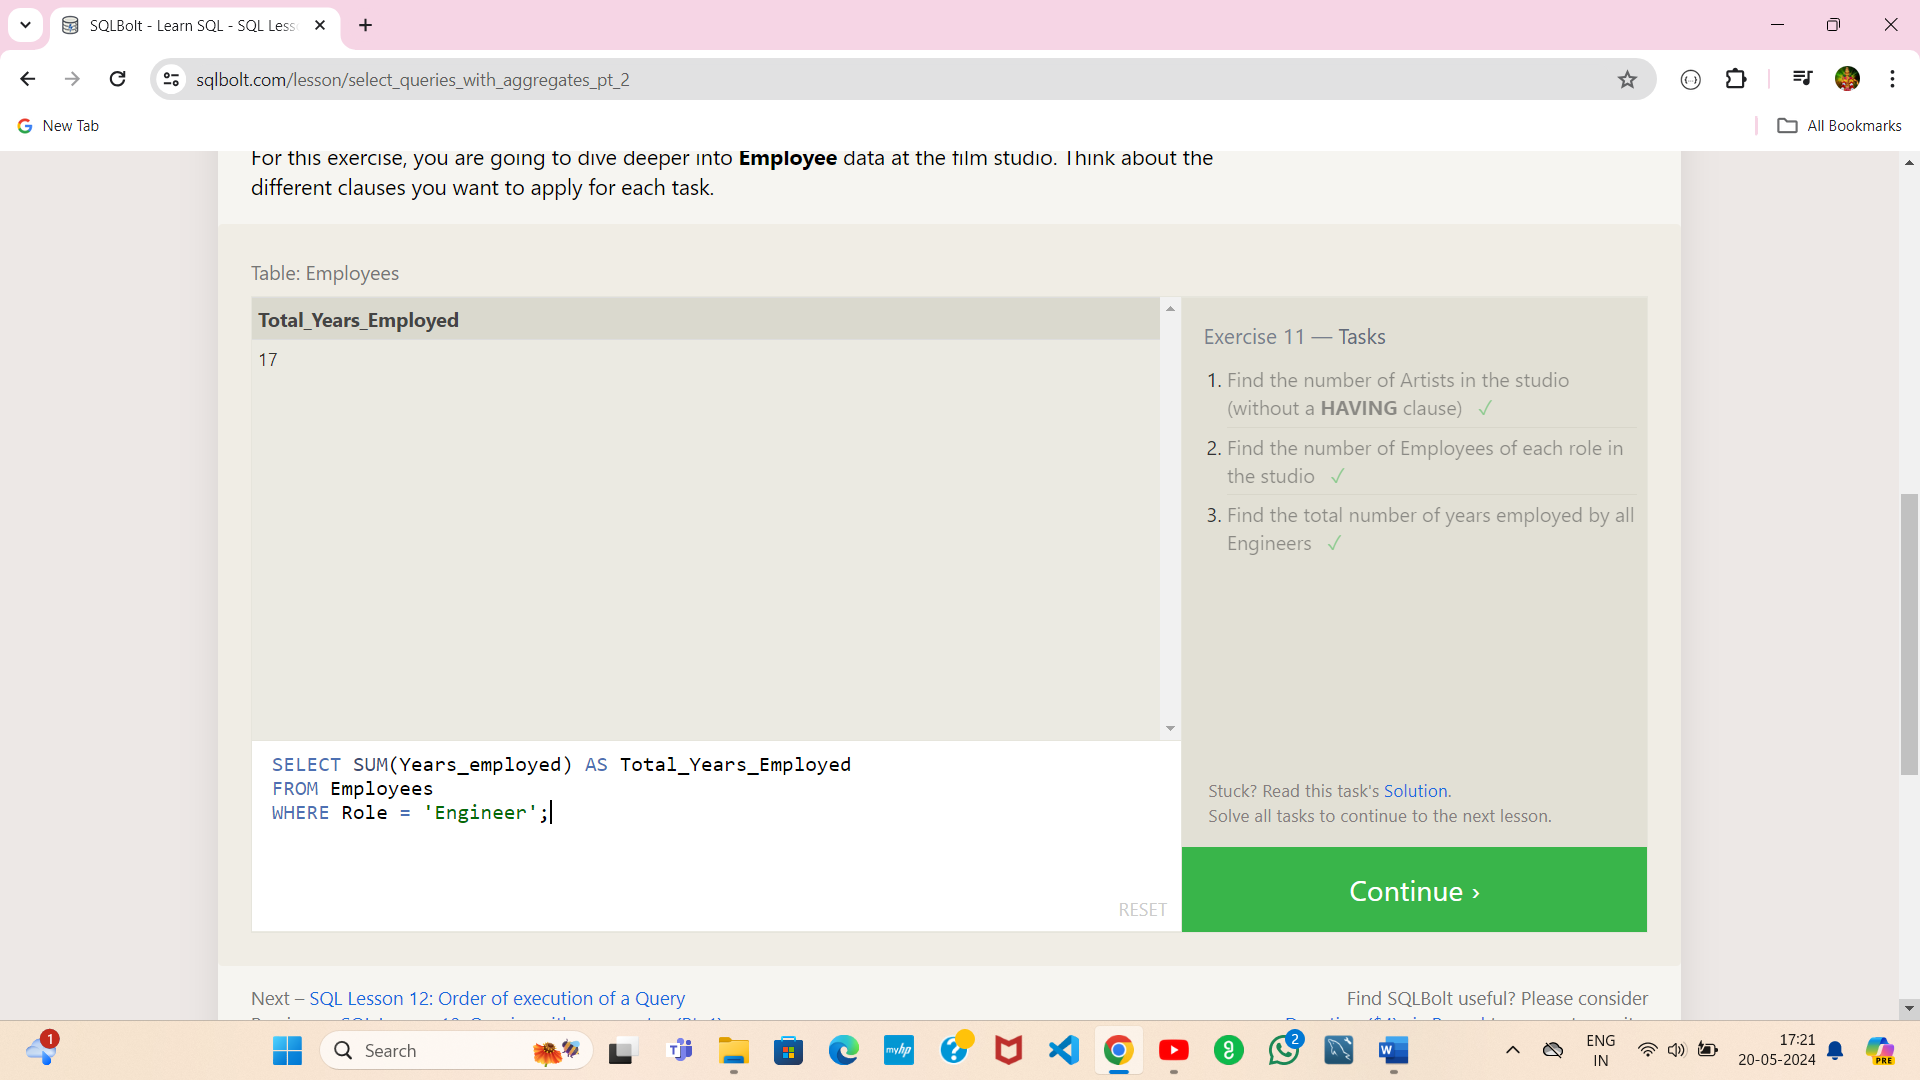 SQLBolt - Learn SQL - SQL Less
sqlbolt.com/lesson/select_queries_with_aggregates_pt_2
New Tab
All Bookmarks
For this exercise, you are going to dive deeper into Employee data at the film studio. Think about the
different clauses you want to apply for each task.
Table: Employees
Total_Years_Employed
17
Exercise 11 — Tasks
1. Find the number of Artists in the studio
(without a HAVING clause) ✓
2. Find the number of Employees of each role in
the studio ✓
3. Find the total number of years employed by all
Engineers ✓
SELECT SUM(Years_employed) AS Total_Years_Employed
FROM Employees
WHERE Role = 'Engineer';
RESET
Stuck? Read this task's Solution.
Solve all tasks to continue to the next lesson.
Continue ›
Next – SQL Lesson 12: Order of execution of a Query
Find SQLBolt useful? Please consider
1
Search
myhp
2
ENG
IN
17:21
20-05-2024
PRE